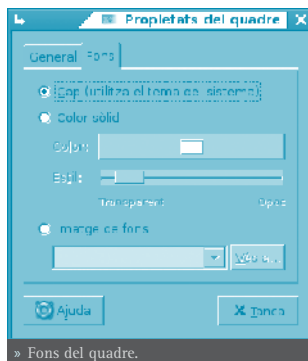 Propietats del quadre
General Fons
Cap (utilitza el tema del sistema)
Color sòlid
Color:
Estil:
Transparent Opac
Imatge de fons
Ajuda Tanca
» Fons del quadre.